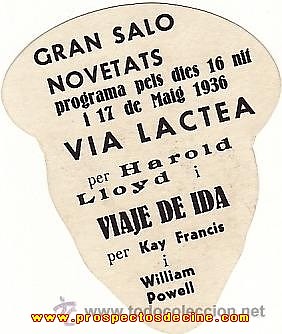 GRAN SALO
NOVETATS
programa pels dies 16 nit
i 17 de Maig 1936
VIA LACTEA
per Harold
Lloyd i
VIAJE DE IDA
per Kay Francis
i
William
Powell
www.prospectosdecine.com
todocoleccion.net